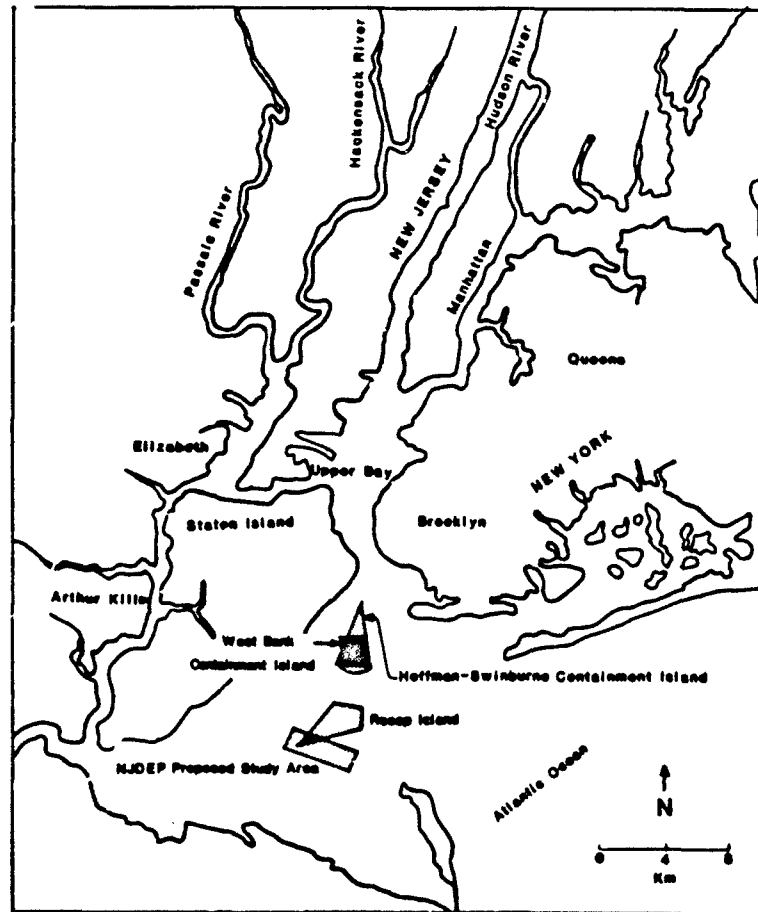 Hackensack River
Hudson River
NEW JERSEY
Passaic River
Manhattan
Queens
Elizabeth
Upper Bay
NEW YORK
Staten Island
Brooklyn
Arthur Kills
West Bank
Containment Island
Hoffman-Swinburne Containment Island
Recap Island
NJDEP Proposed Study Area
Atlantic Ocean
N
0 4 8
Km